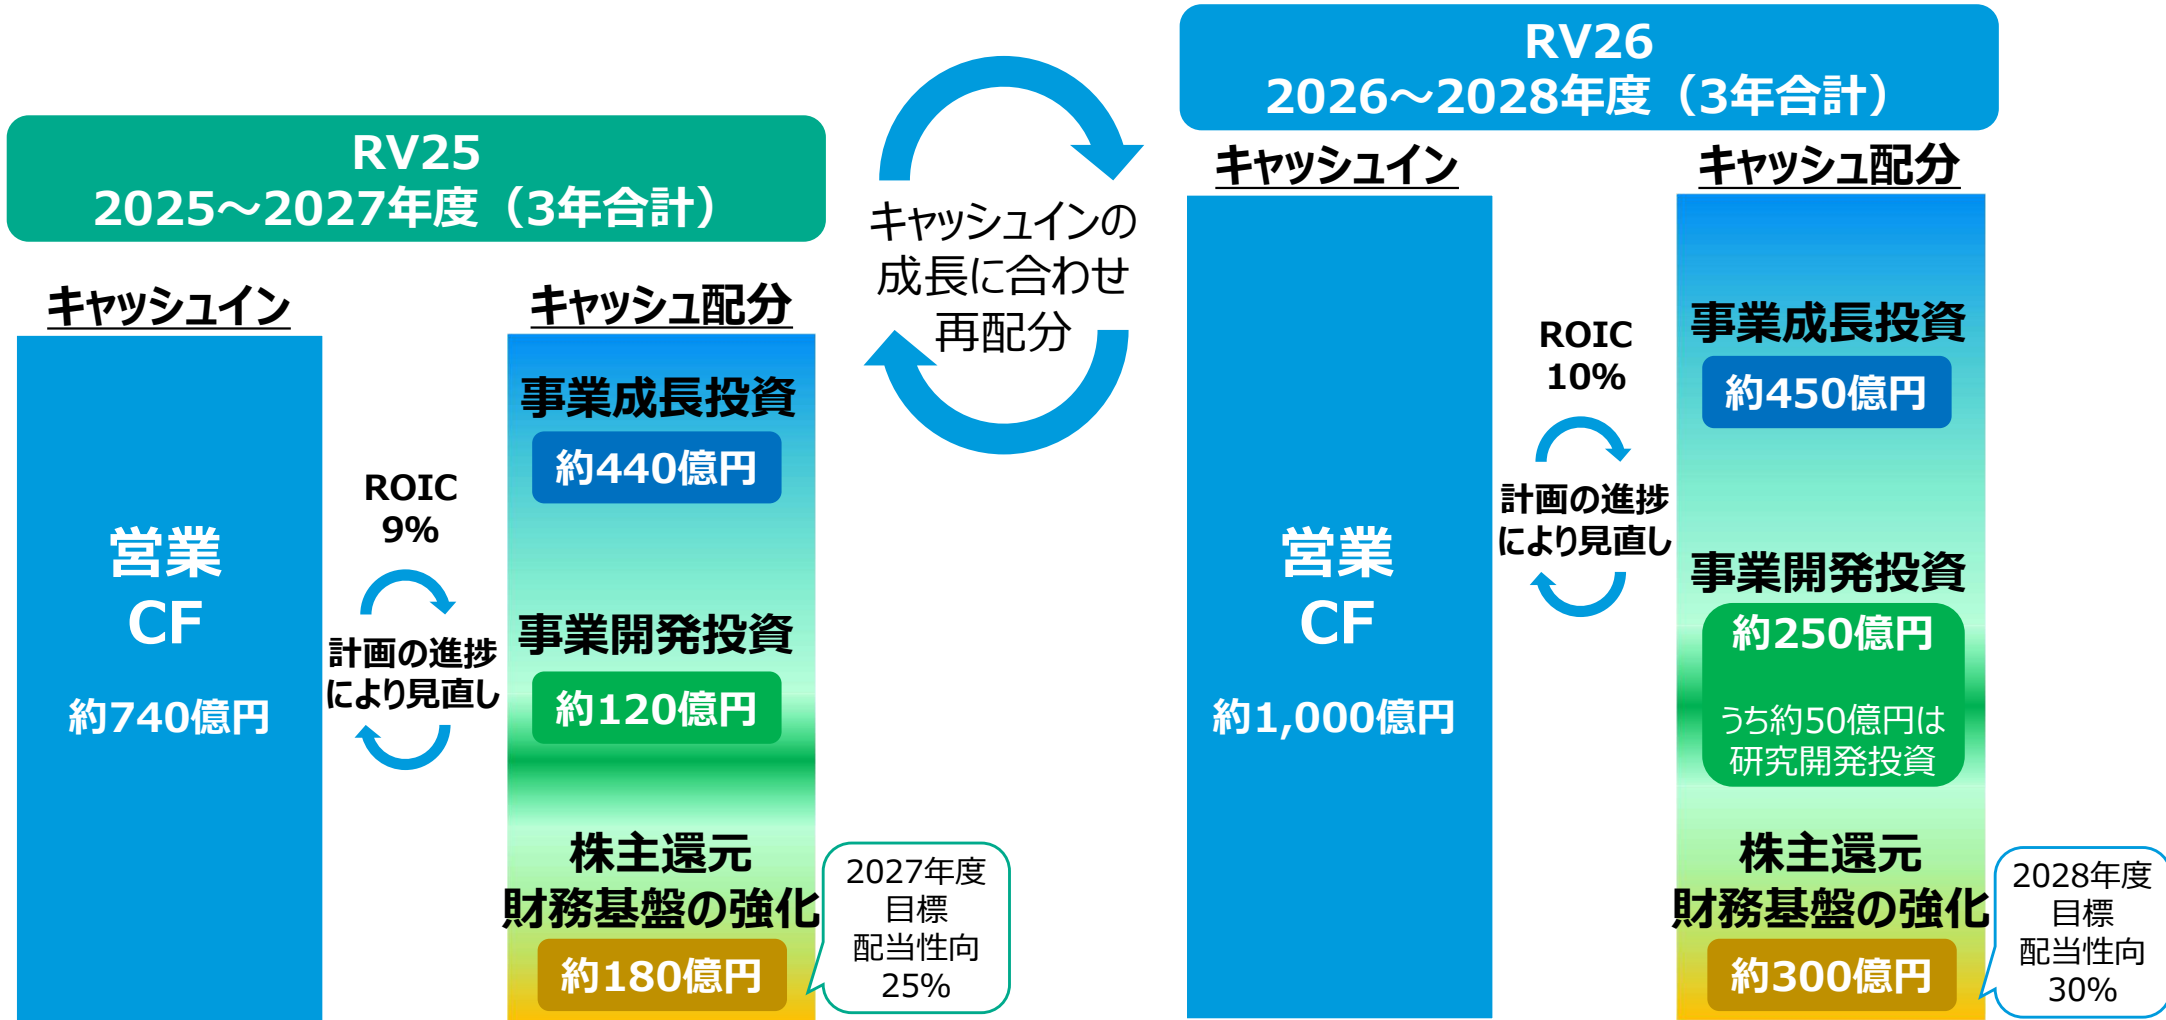 RV25
2025～2027年度（3年合計）
キャッシュイン
営業
CF
約740億円
ROIC
9%
計画の進捗
により見直し
キャッシュ配分
事業成長投資
約440億円
事業開発投資
約120億円
株主還元
財務基盤の強化
約180億円
2027年度
目標
配当性向
25%
キャッシュインの
成長に合わせ
再配分
RV26
2026～2028年度（3年合計）
キャッシュイン
営業
CF
約1,000億円
ROIC
10%
計画の進捗
により見直し
キャッシュ配分
事業成長投資
約450億円
事業開発投資
約250億円
うち約50億円は
研究開発投資
株主還元
財務基盤の強化
約300億円
2028年度
目標
配当性向
30%